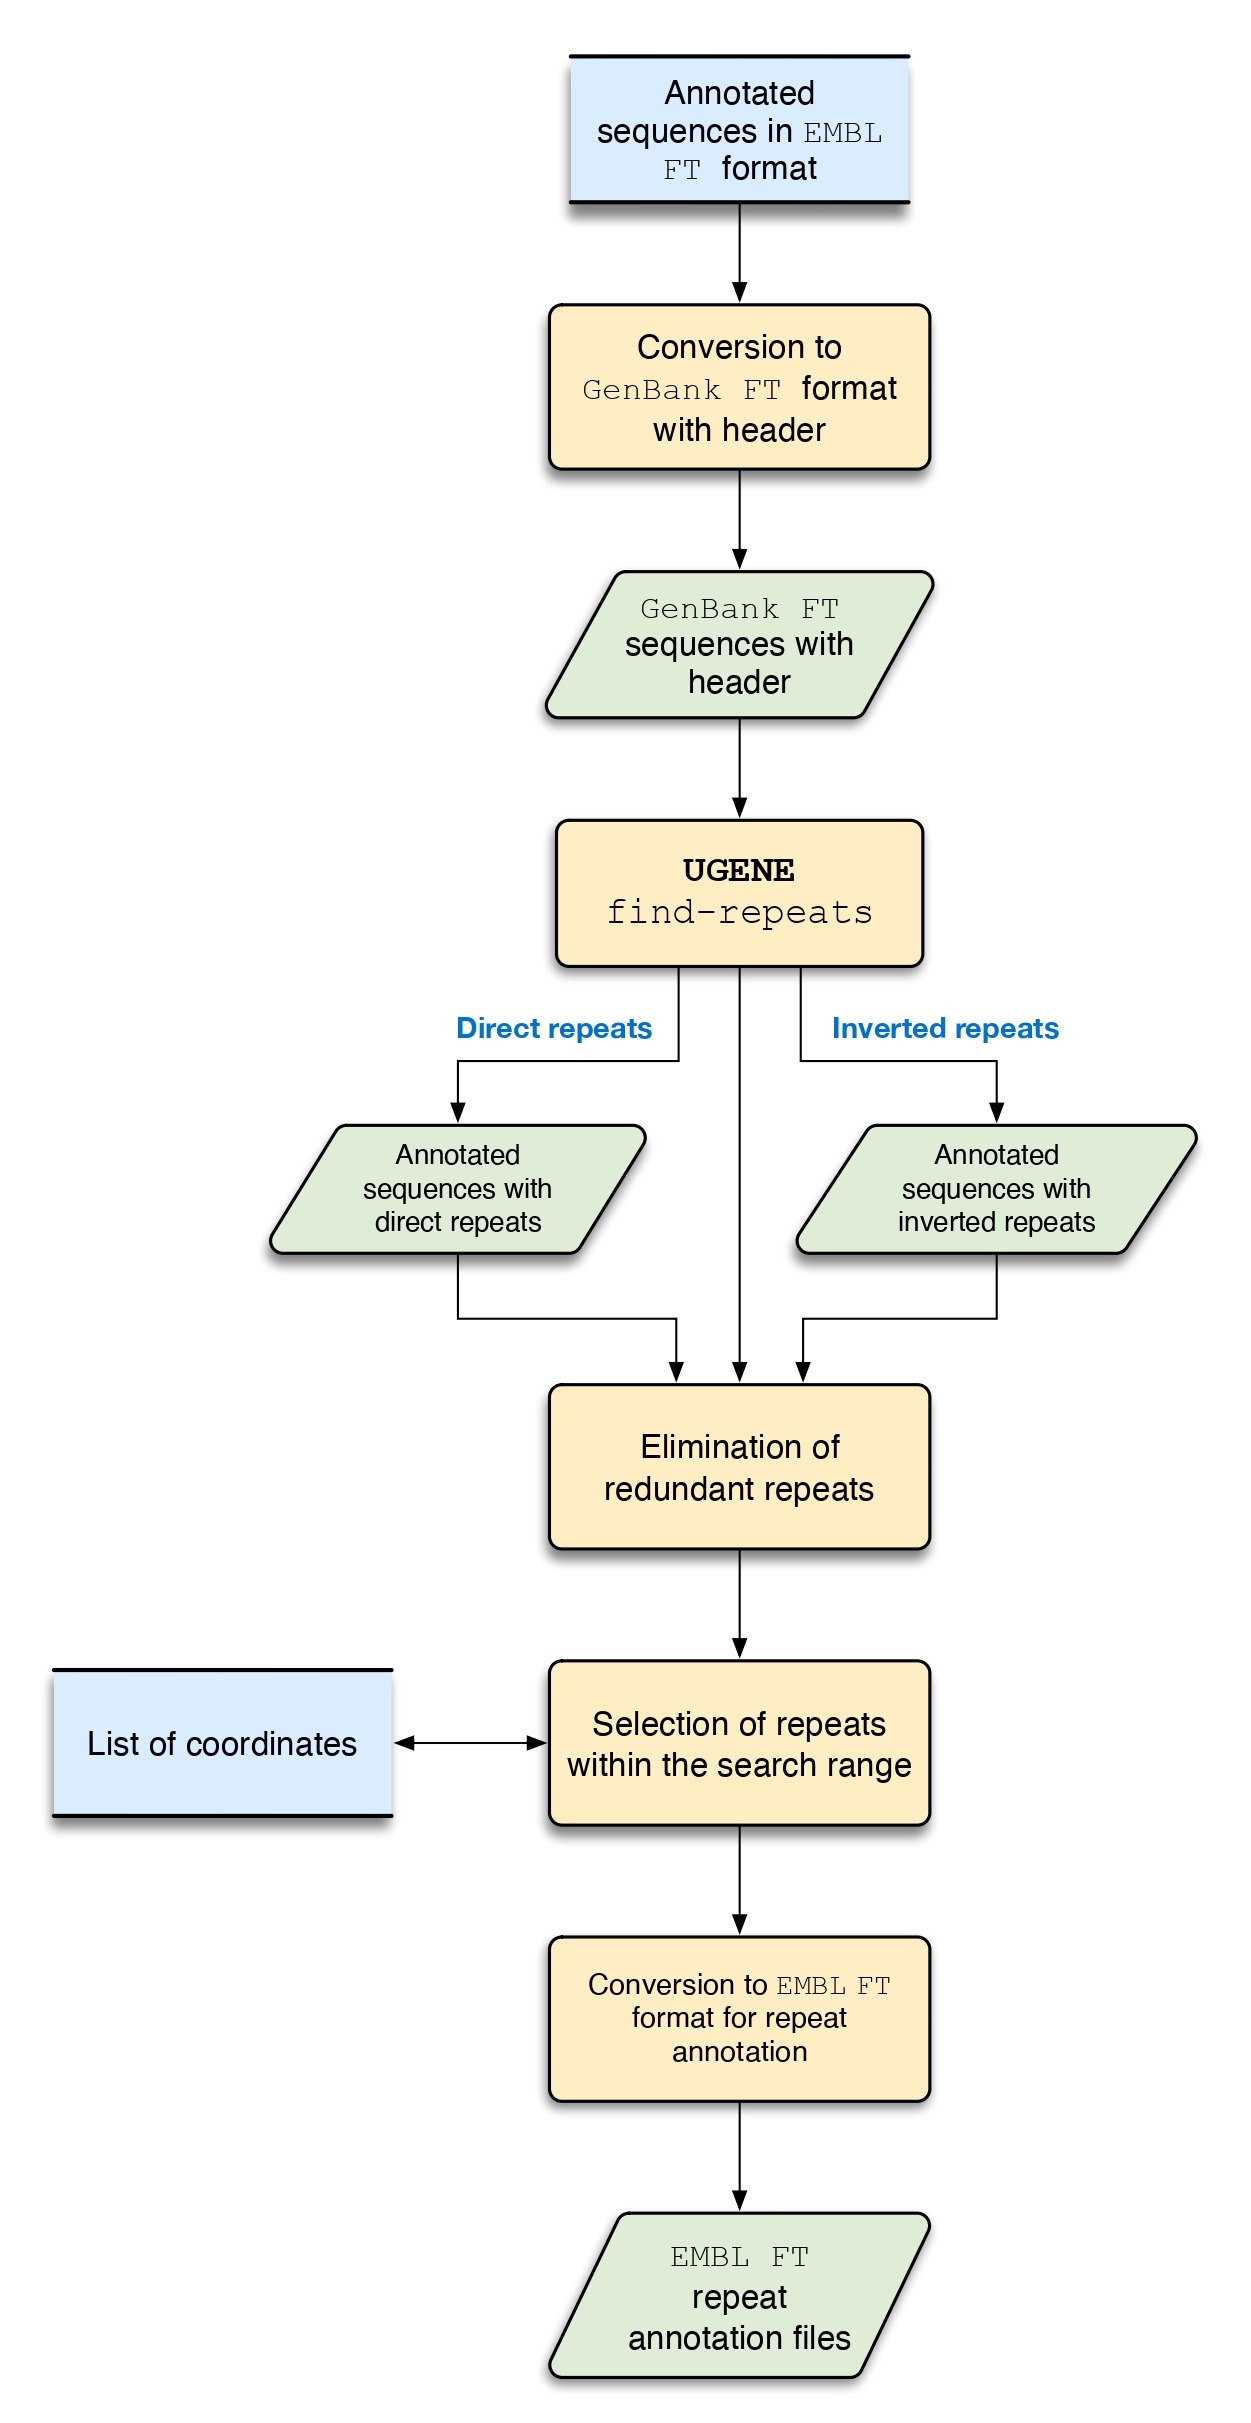 Annotated
sequences in EMBL
FT format
Conversion to
GenBank FT format
with header
GenBank FT
sequences with
header
UGENE
find-repeats
Direct repeats
Inverted repeats
Annotated
sequences with
direct repeats
Annotated
sequences with
inverted repeats
Elimination of
redundant repeats
List of coordinates
Selection of repeats
within the search range
Conversion to EMBL FT
format for repeat
annotation
EMBL FT
repeat
annotation files